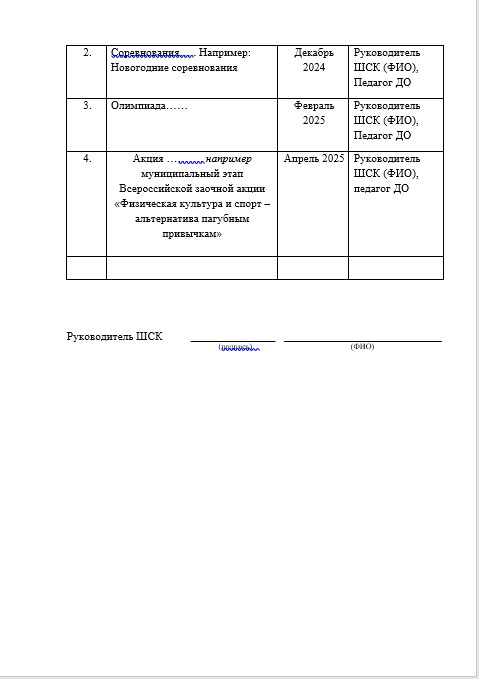 2. Соревнования….. Например: Декабрь Руководитель
Новогодние соревнования 2024 ШСК (ФИО),
Педагог ДО
3. Олимпиада…… Февраль Руководитель
2025 ШСК (ФИО),
Педагог ДО
4. Акция ………например Апрель 2025 Руководитель
муниципальный этап ШСК (ФИО),
Всероссийской заочной акции педагог ДО
«Физическая культура и спорт –
альтернатива пагубным
привычкам»
Руководитель ШСК
(подпись) (ФИО)